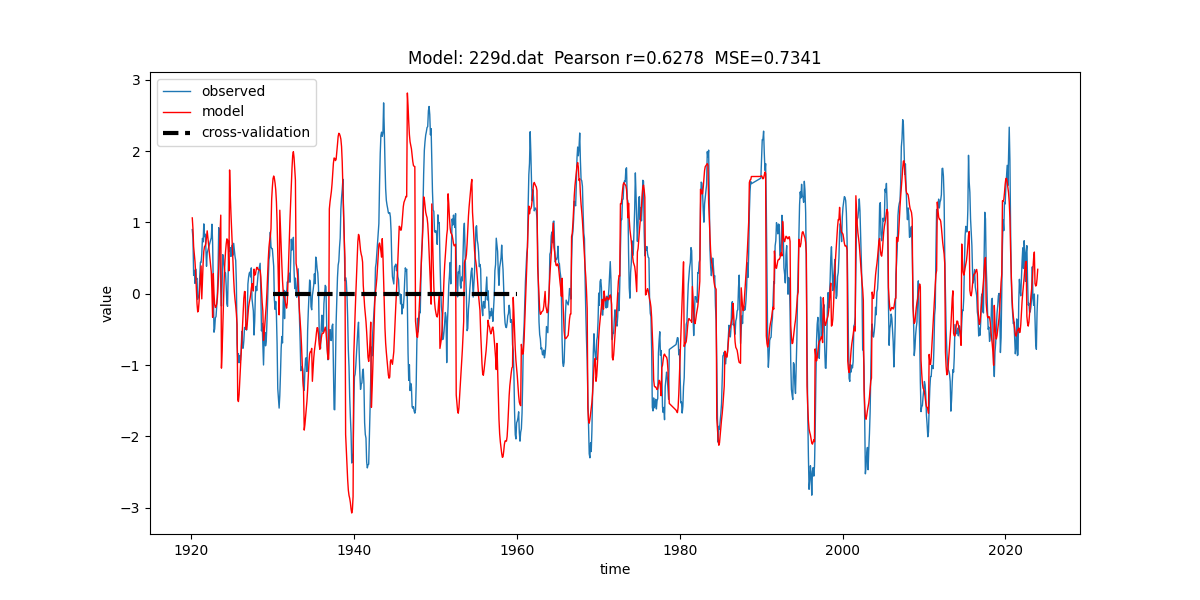 Model: 229d.dat  Pearson r=0.6278  MSE=0.7341
observed
model
cross-validation
3
2
1
0
−1
−2
−3
value
1920 1940 1960 1980 2000 2020
time